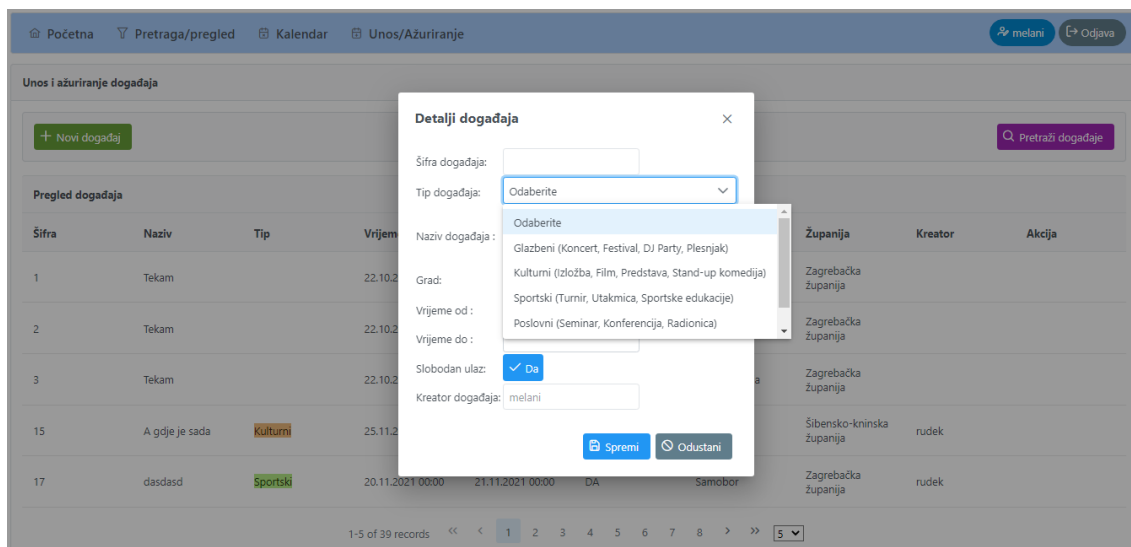 Početna Pretraga/pregled Kalendar Unos/Ažuriranje melani Odjava
Unos i ažuriranje događaja
Novi događaj Pretraži događaje
Pregled događaja
Šifra Naziv Tip Vrijem Županija Kreator Akcija
1 Tekam 22.10.2 Zagrebačka
županija
2 Tekam 22.10.2 Zagrebačka
županija
3 Tekam 22.10.2 a Zagrebačka
županija
15 A gdje je sada Kulturni 25.11.2 Šibensko-kninska
županija rudek
17 dasdasd Sportski 20.11.2021 00:00 21.11.2021 00:00 DA Samobor Zagrebačka
županija rudek
1-5 of 39 records 1 2 3 4 5 6 7 8 5
Detalji događaja
Šifra događaja:
Tip događaja: Odaberite
Odaberite
Glazbeni (Koncert, Festival, DJ Party, Plesnjak)
Kulturni (Izložba, Film, Predstava, Stand-up komedija)
Sportski (Turnir, Utakmica, Sportske edukacije)
Poslovni (Seminar, Konferencija, Radionica)
Naziv događaja :
Grad:
Vrijeme od :
Vrijeme do :
Slobodan ulaz: Da
Kreator događaja: melani
Spremi Odustani